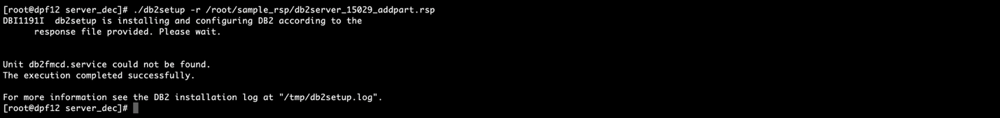 [root@dpf12 server_dec]# ./db2setup -r /root/sample_rsp/db2server_15029_addpart.rsp
DBI1191I  db2setup is installing and configuring DB2 according to the
      response file provided. Please wait.
Unit db2fmcd.service could not be found.
The execution completed successfully.
For more information see the DB2 installation log at "/tmp/db2setup.log".
[root@dpf12 server_dec]#